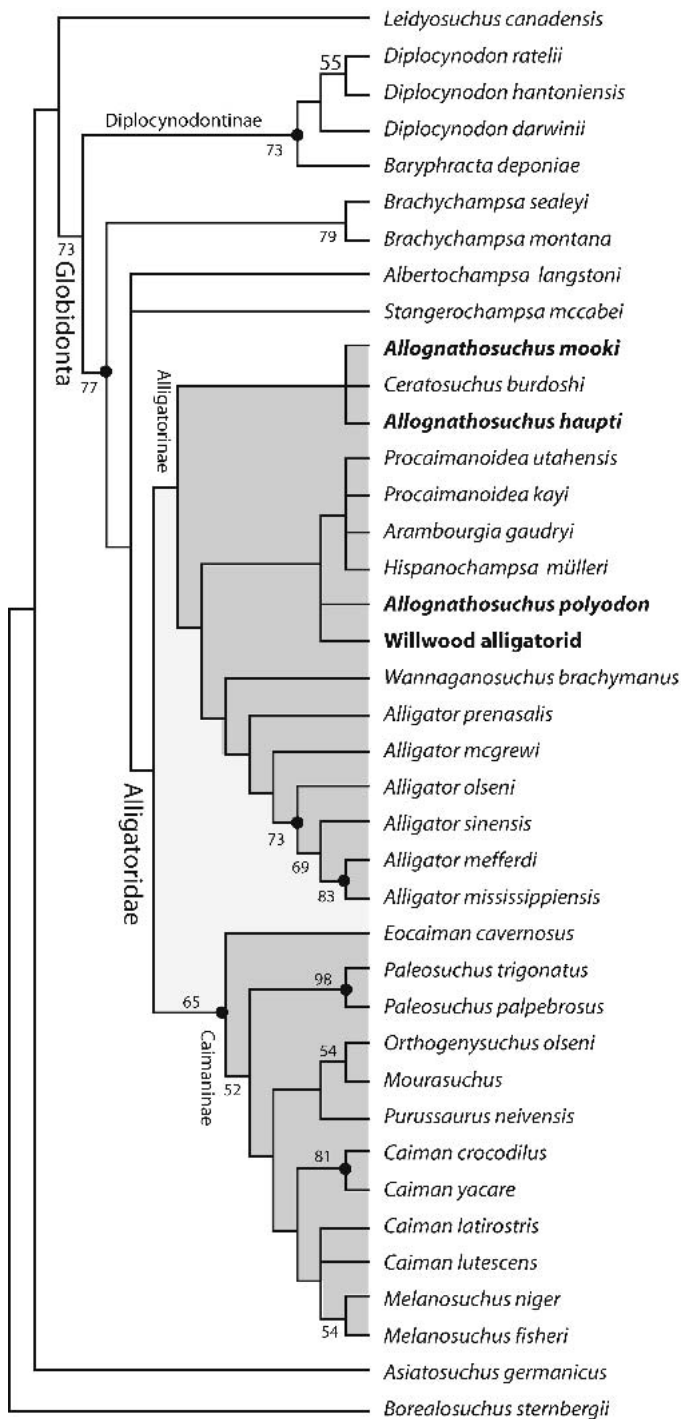 Leidyosuchus canadensis
Diplocynodon ratelii
55
Diplocynodon hantoniensis
Diplocynodontinae
Diplocynodon darwinii
73
Baryphracta deponiae
Brachychampsa sealeyi
79
Brachychampsa montana
73
Globidonta
Albertochampsa langstoni
Stangerochampsa mccabei
Allognathosuchus mooki
77
Ceratosuchus burdoshi
Alligatorinae
Allognathosuchus haupti
Procaimanoidea utahensis
Procaimanoidea kayi
Arambourgia gaudryi
Hispanochampsa mülleri
Allognathosuchus polyodon
Willwood alligatorid
Wannaganosuchus brachymanus
Alligator prenasalis
Alligator mcgrewi
Alligator olseni
Alligatoridae
73
Alligator sinensis
69
Alligator mefferdi
83
Alligator mississippiensis
Eocaiman cavernosus
Paleosuchus trigonatus
98
65
Paleosuchus palpebrosus
Caimaninae
Orthogenysuchus olseni
54
52
Mourasuchus
Purussaurus neivensis
Caiman crocodilus
81
Caiman yacare
Caiman latirostris
Caiman lutescens
Melanosuchus niger
54
Melanosuchus fisheri
Asiatosuchus germanicus
Borealosuchus sternbergii